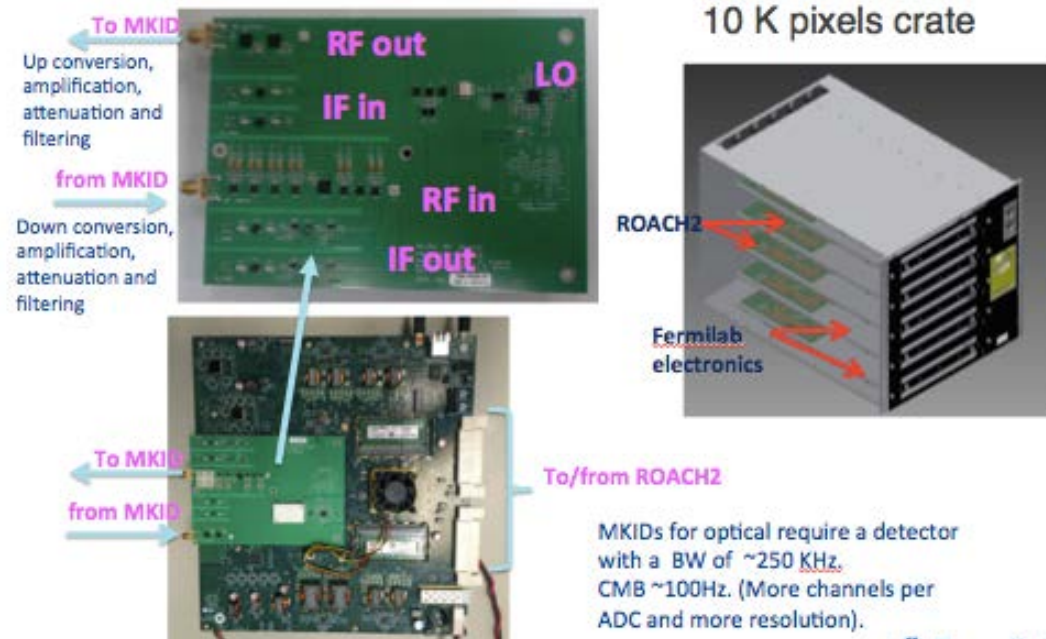 10 K pixels crate
To MKID
Up conversion,
amplification,
attenuation and
filtering
RF out
LO
IF in
from MKID
RF in
Down conversion,
amplification,
attenuation and
filtering
IF out
ROACH2
Fermilab
electronics
To MKID
from MKID
To/from ROACH2
MKIDs for optical require a detector
with a BW of ~250 KHz.
CMB ~100Hz. (More channels per
ADC and more resolution).